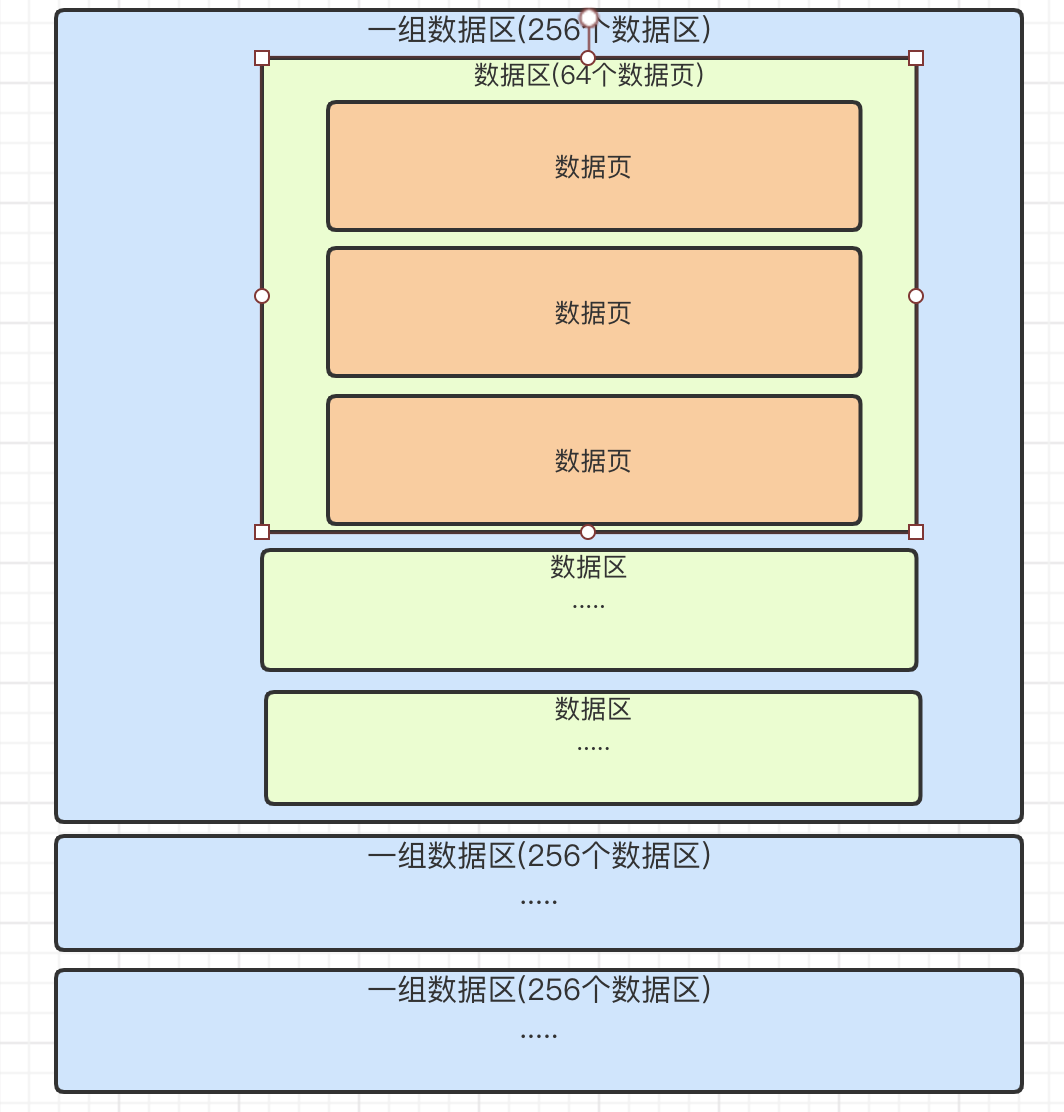 一组数据区(256个数据区)
数据区(64个数据页)
数据页
数据页
数据页
数据区
.....
数据区
.....
一组数据区(256个数据区)
.....
一组数据区(256个数据区)
.....